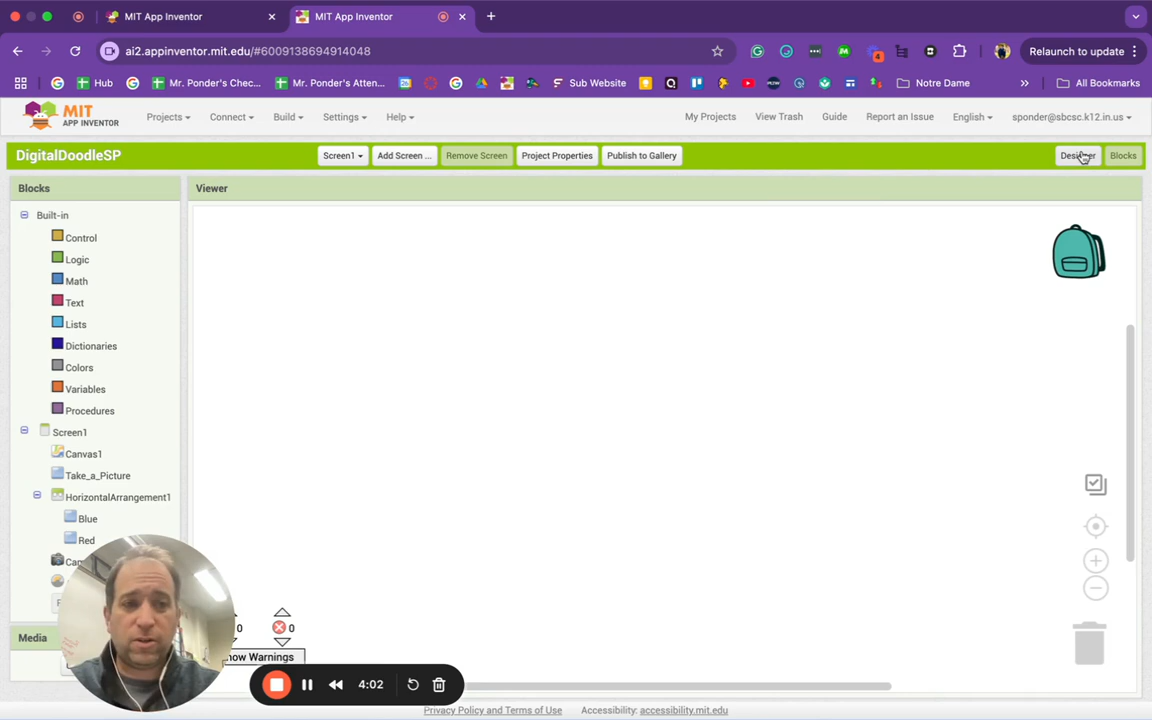 MIT App Inventor
MIT App Inventor
ai2.appinventor.mit.edu/#6009138694914048
Relaunch to update
Hub
Mr. Ponder's Chec...
Mr. Ponder's Atten...
Sub Website
Notre Dame
All Bookmarks
MIT
APP INVENTOR
Projects
Connect
Build
Settings
Help
My Projects
View Trash
Guide
Report an Issue
English
sponder@sbcsc.k12.in.us
DigitalDoodleSP
Screen1
Add Screen ...
Remove Screen
Project Properties
Publish to Gallery
Designer
Blocks
Blocks
Viewer
Built-in
Control
Logic
Math
Text
Lists
Dictionaries
Colors
Variables
Procedures
Screen1
Canvas1
Take_a_Picture
HorizontalArrangement1
Blue
Red
Media
0
0
4:02
Privacy Policy and Terms of Use
Accessibility: accessibility.mit.edu